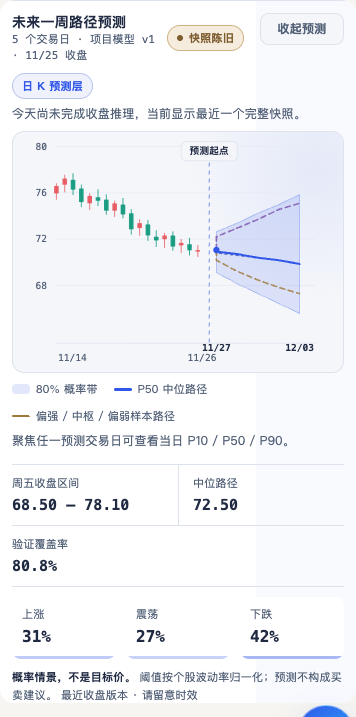 未来一周路径预测
5 个交易日 · 项目模型 v1
· 11/25 收盘
快照陈旧
收起预测
日 K 预测层
今天尚未完成收盘推理，当前显示最近一个完整快照。
预测起点
80
76
72
68
11/27
12/03
11/14
11/26
80% 概率带
P50 中位路径
偏强 / 中枢 / 偏弱样本路径
聚焦任一预测交易日可查看当日 P10 / P50 / P90。
周五收盘区间
中位路径
68.50 — 78.10
72.50
验证覆盖率
80.8%
上涨
震荡
下跌
31%
27%
42%
概率情景，不是目标价。 阈值按个股波动率归一化；预测不构成买
卖建议。 最近收盘版本 · 请留意时效